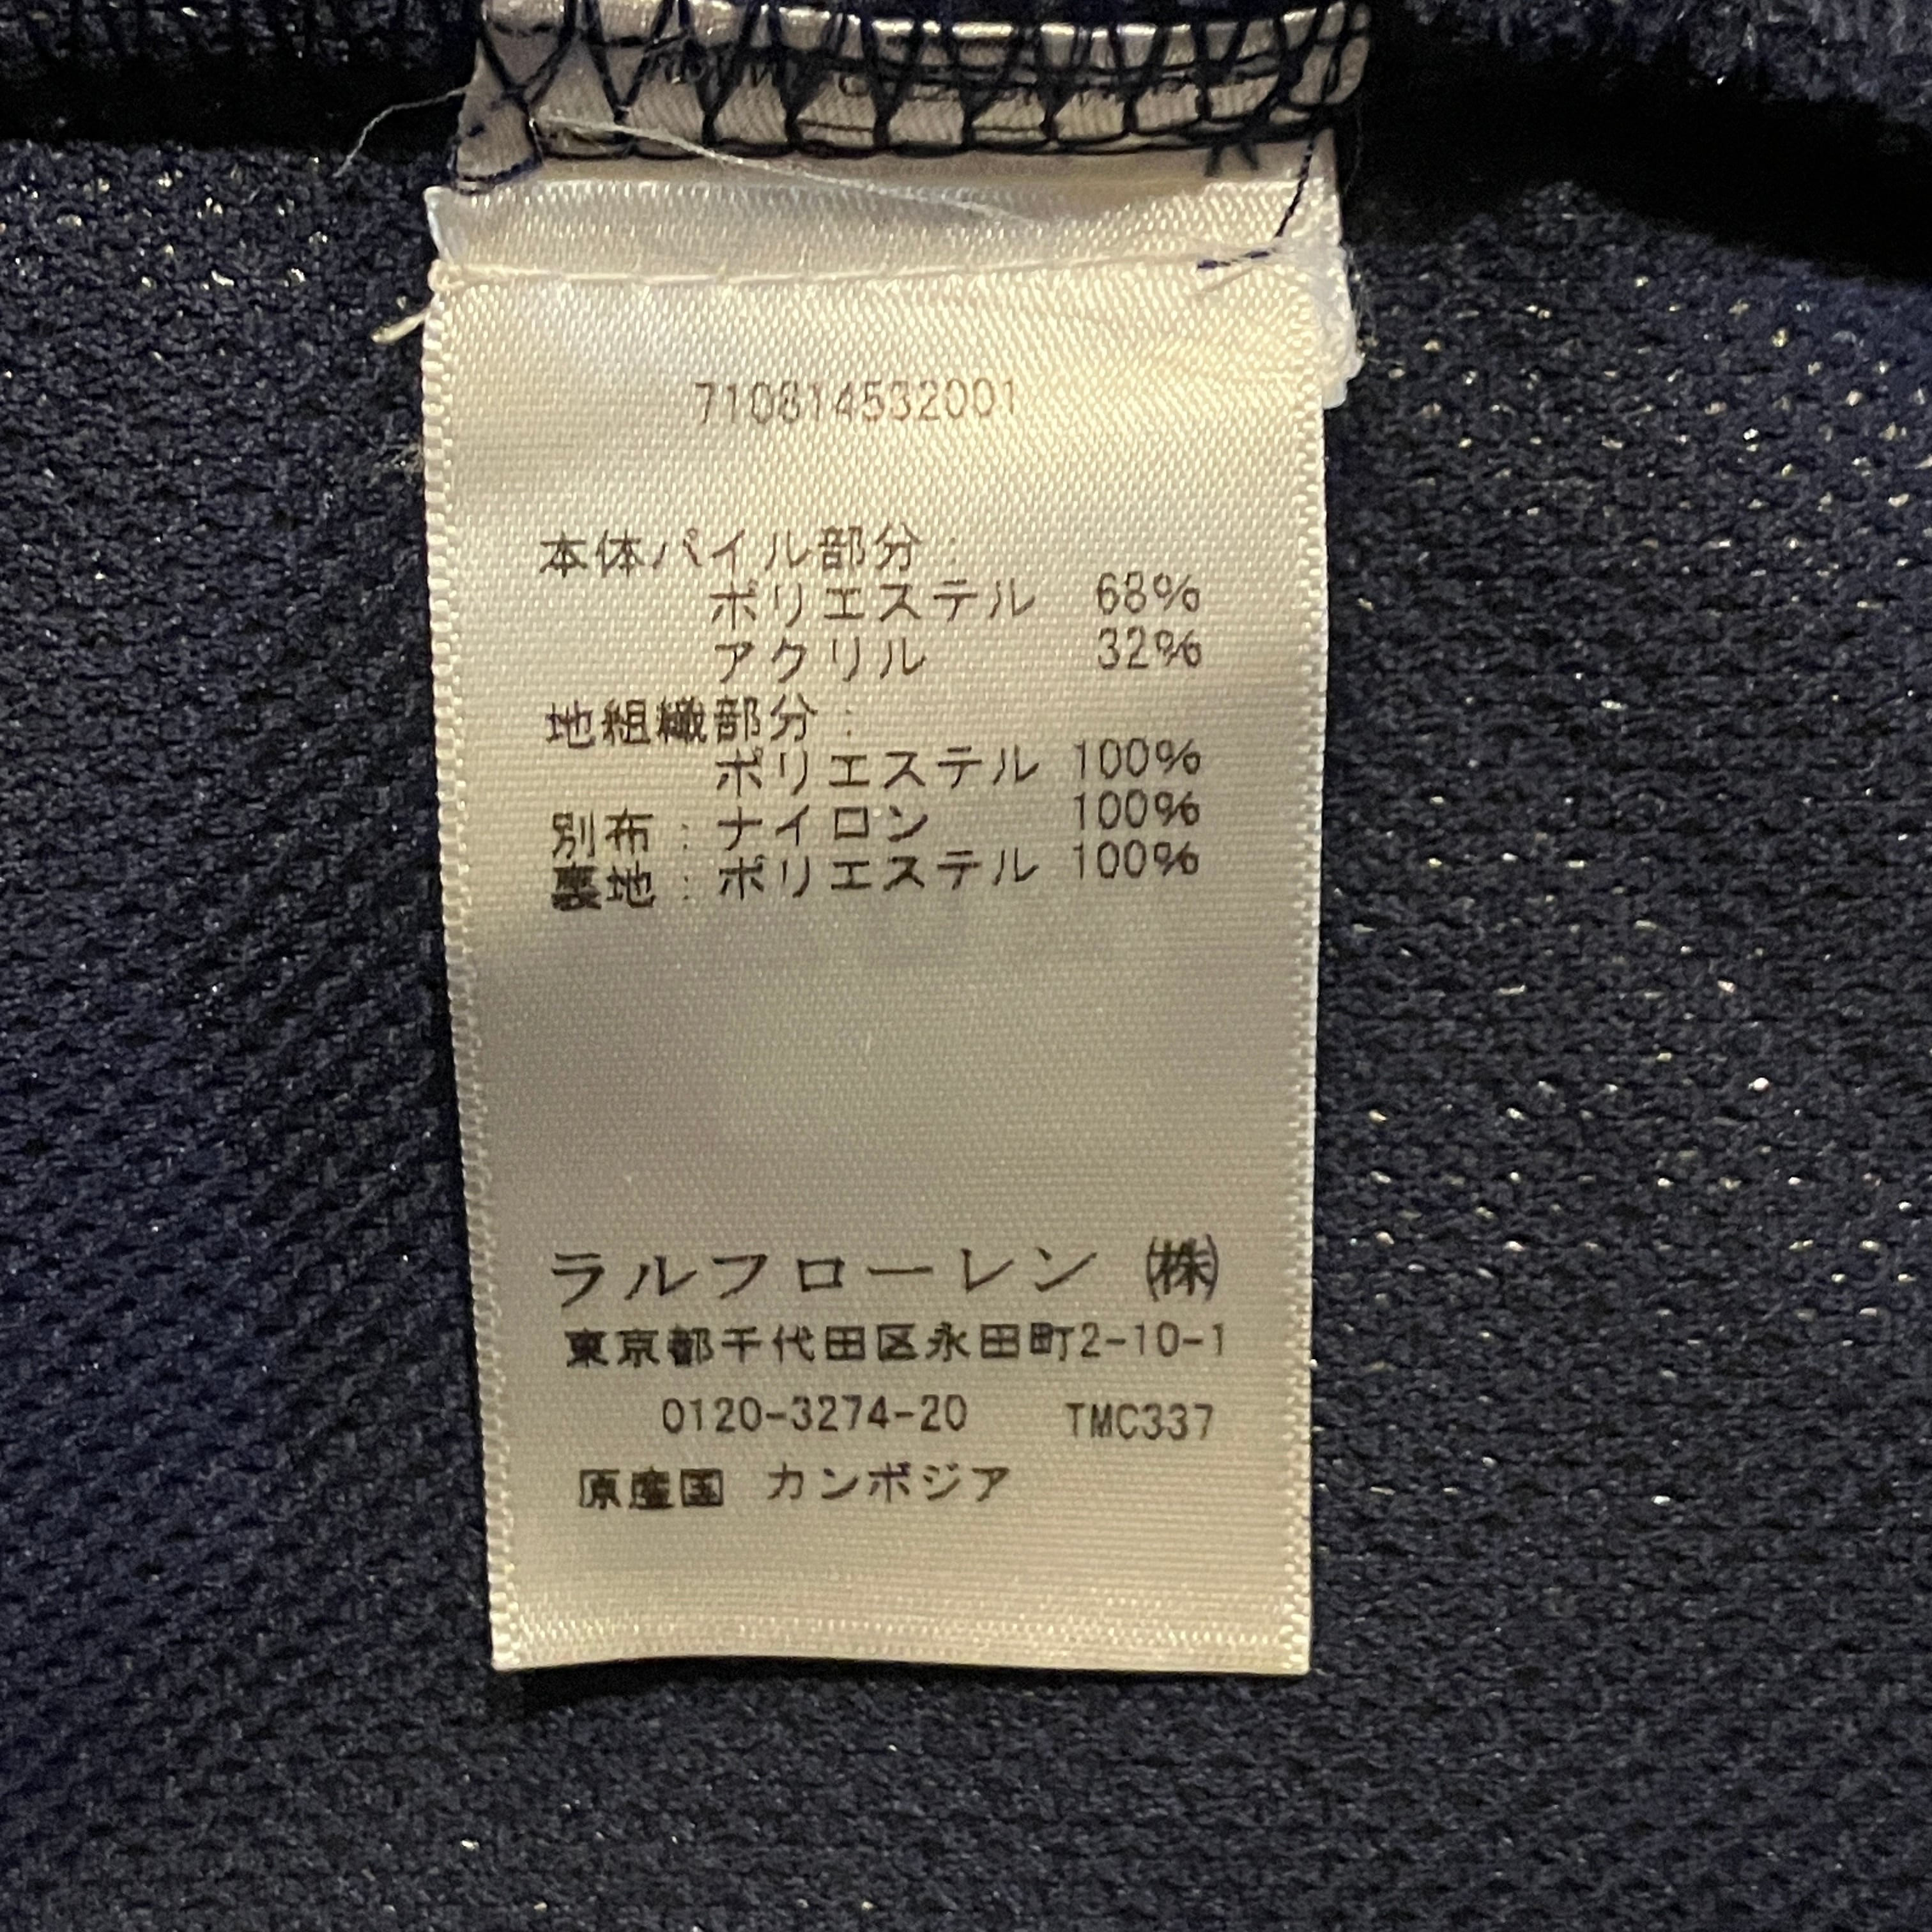 710814532001
本体パイル部分:
ポリエステル 68%
アクリル 32%
地組織部分:
ポリエステル 100%
別布:ナイロン 100%
裏地:ポリエステル 100%
ラルフローレン ㈱
東京都千代田区永田町2-10-1
0120-3274-20 TMC337
原産国 カンボジア